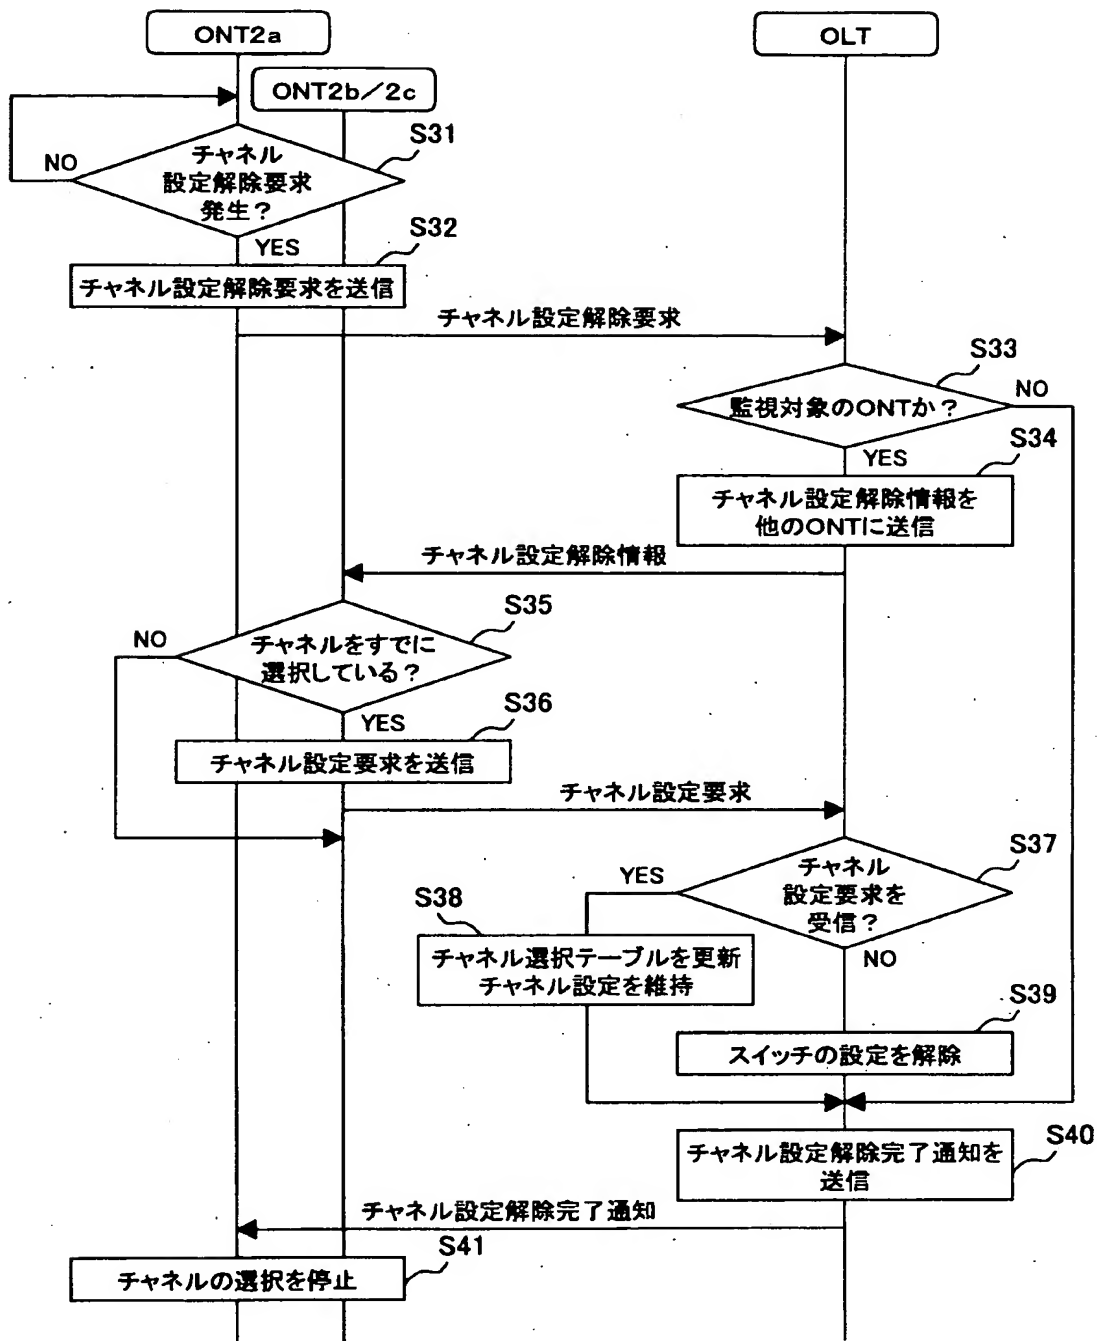 ONT2a
OLT
ONT2b/2c
S31
NO
チャネル
設定解除要求
発生?
YES
S32
チャネル設定解除要求を送信
チャネル設定解除要求
S33
監視対象のONTか?
NO
YES
S34
チャネル設定解除情報を
他のONTに送信
チャネル設定解除情報
S35
NO
チャネルをすでに
選択している?
YES
S36
チャネル設定要求を送信
チャネル設定要求
S37
チャネル
設定要求を
受信?
YES
NO
S38
チャネル選択テーブルを更新
チャネル設定を維持
S39
スイッチの設定を解除
S40
チャネル設定解除完了通知を
送信
チャネル設定解除完了通知
S41
チャネルの選択を停止